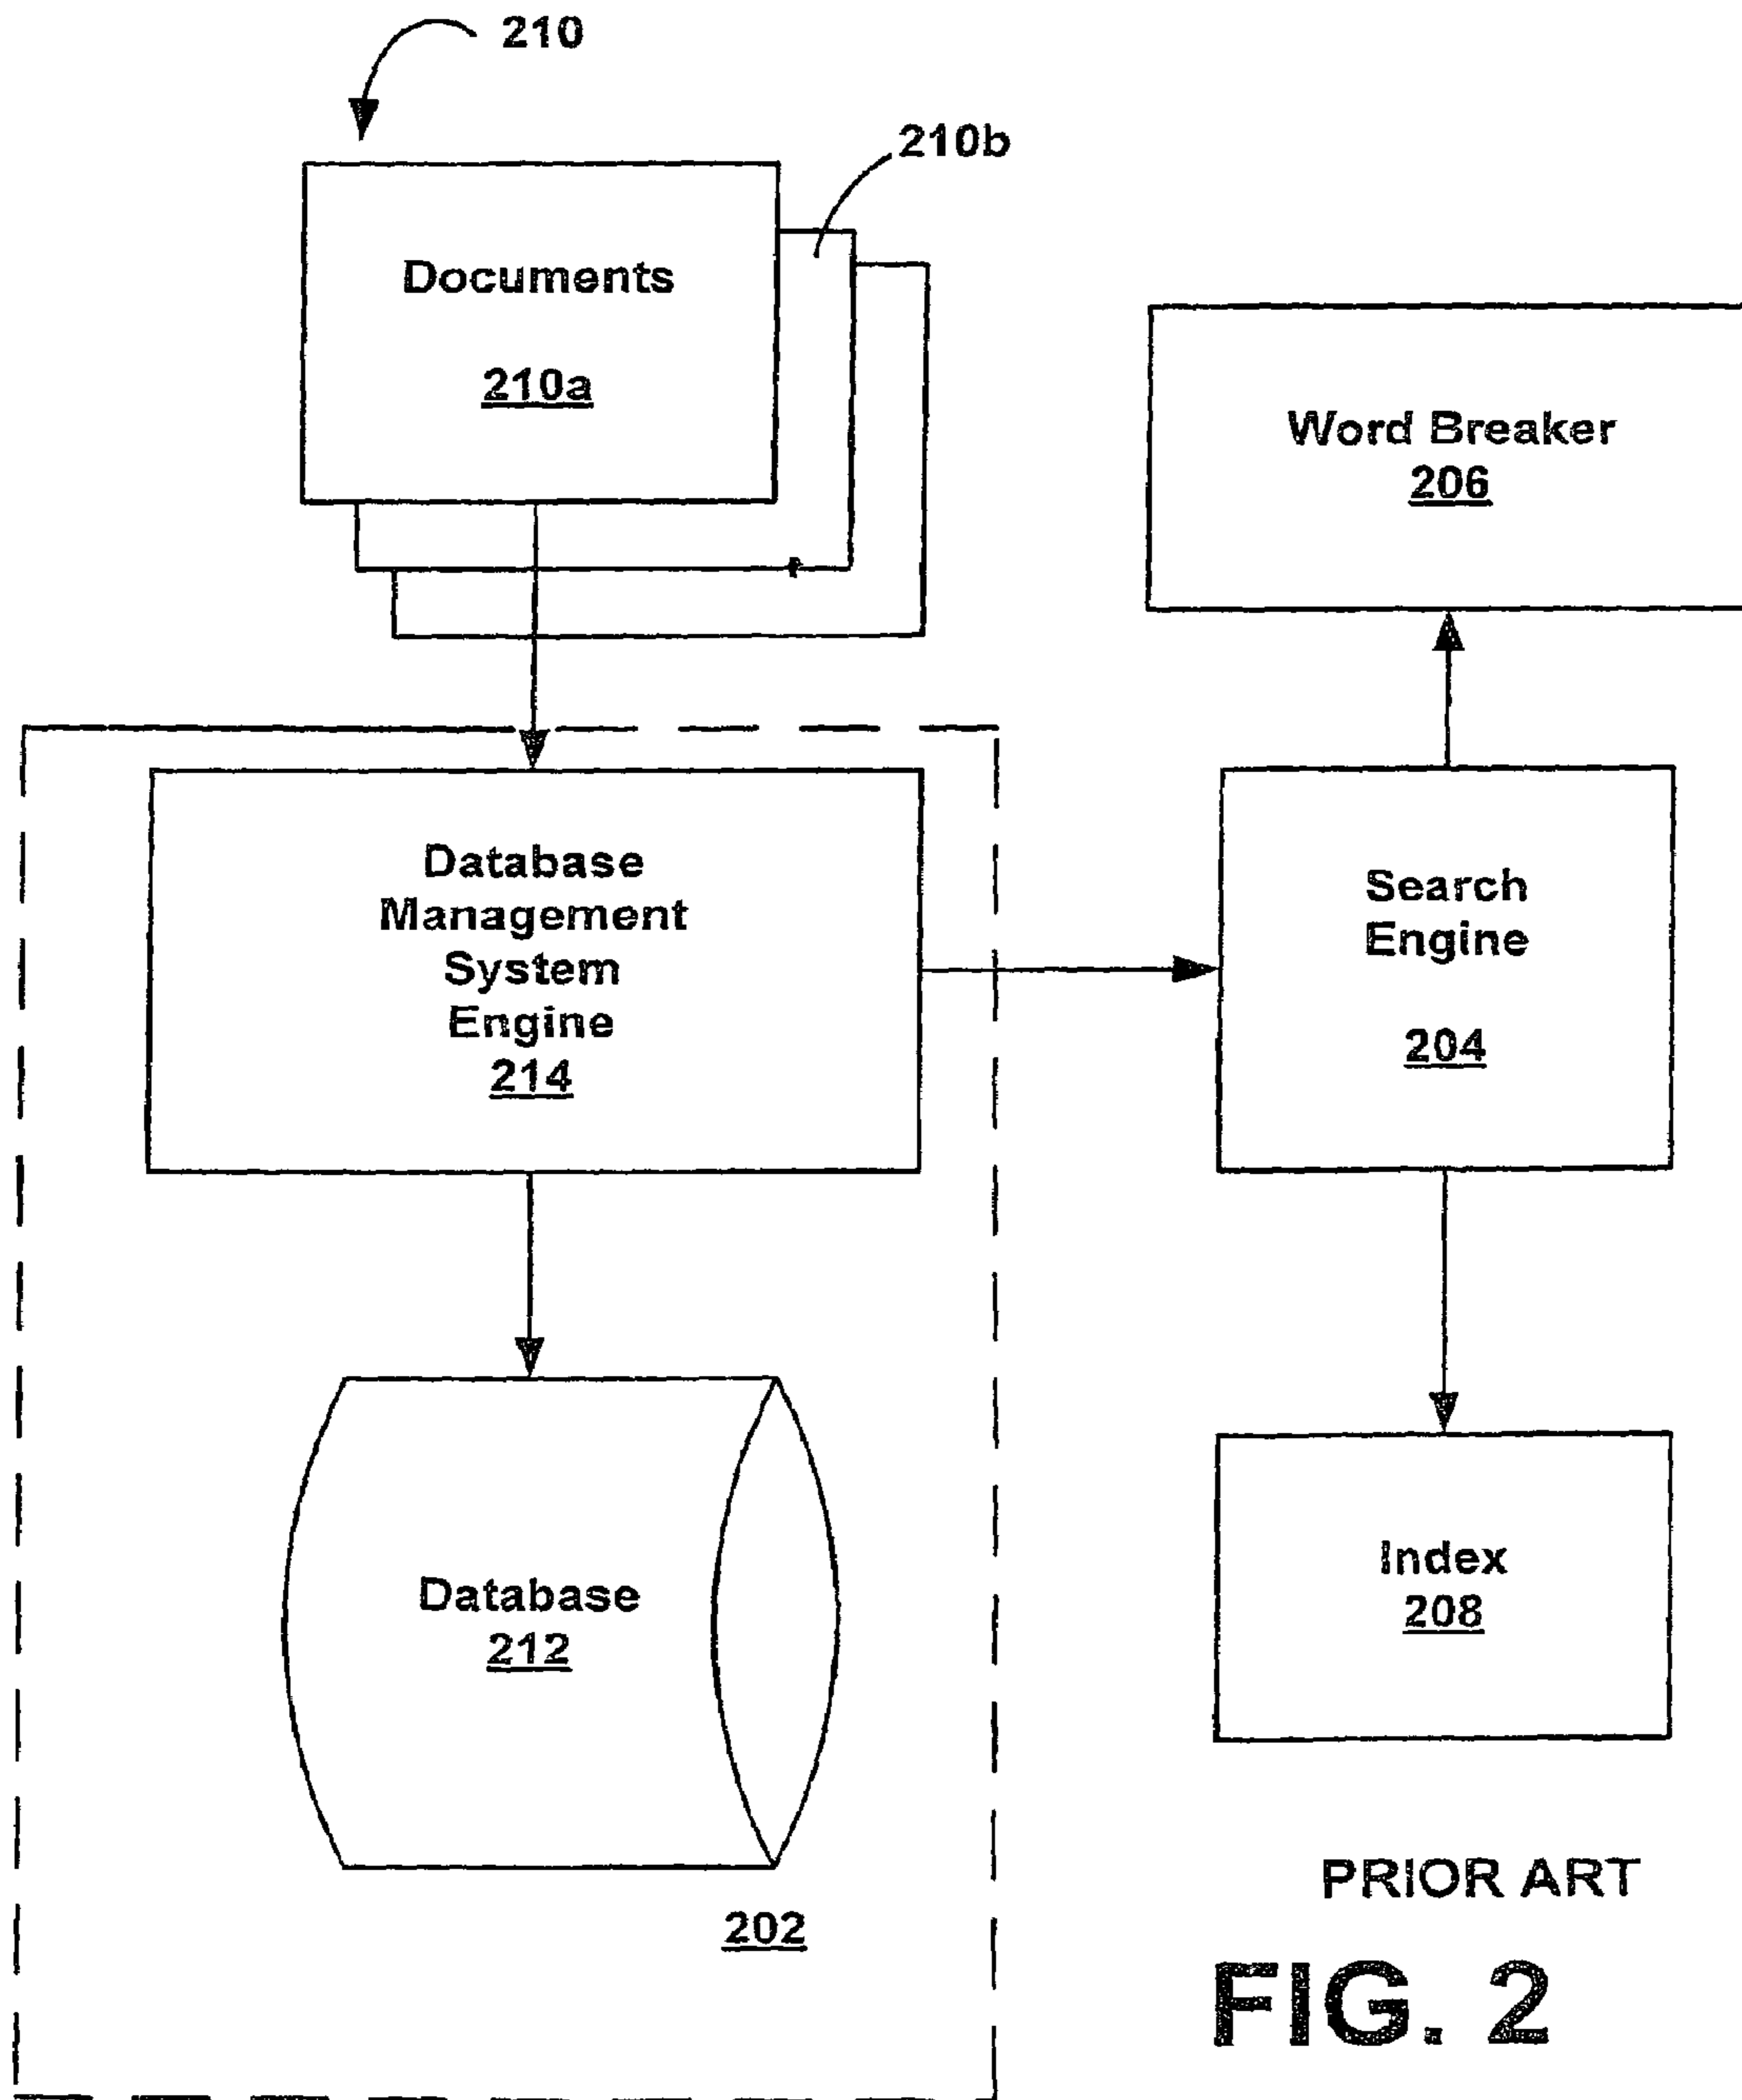 210
210b
Documents
210a
Word Breaker
206
Database
Management
System
Engine
214
Search
Engine
204
Database
212
Index
208
202
PRIOR ART
FIG. 2